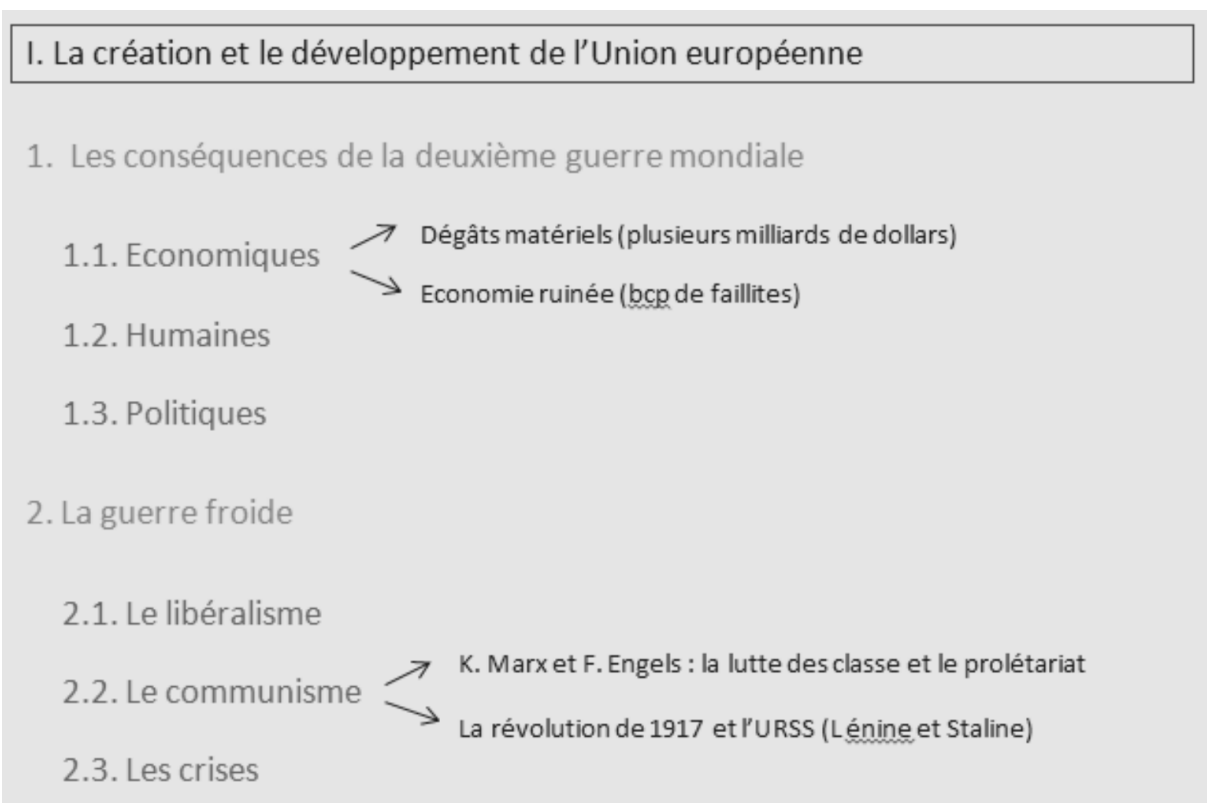 I. La création et le développement de l’Union européenne
1. Les conséquences de la deuxième guerre mondiale
Dégâts matériels (plusieurs milliards de dollars)
1.1. Economiques
Economie ruinée (bcp de faillites)
1.2. Humaines
1.3. Politiques
2. La guerre froide
2.1. Le libéralisme
K. Marx et F. Engels : la lutte des classe et le prolétariat
2.2. Le communisme
La révolution de 1917 et l’URSS (Lénine et Staline)
2.3. Les crises